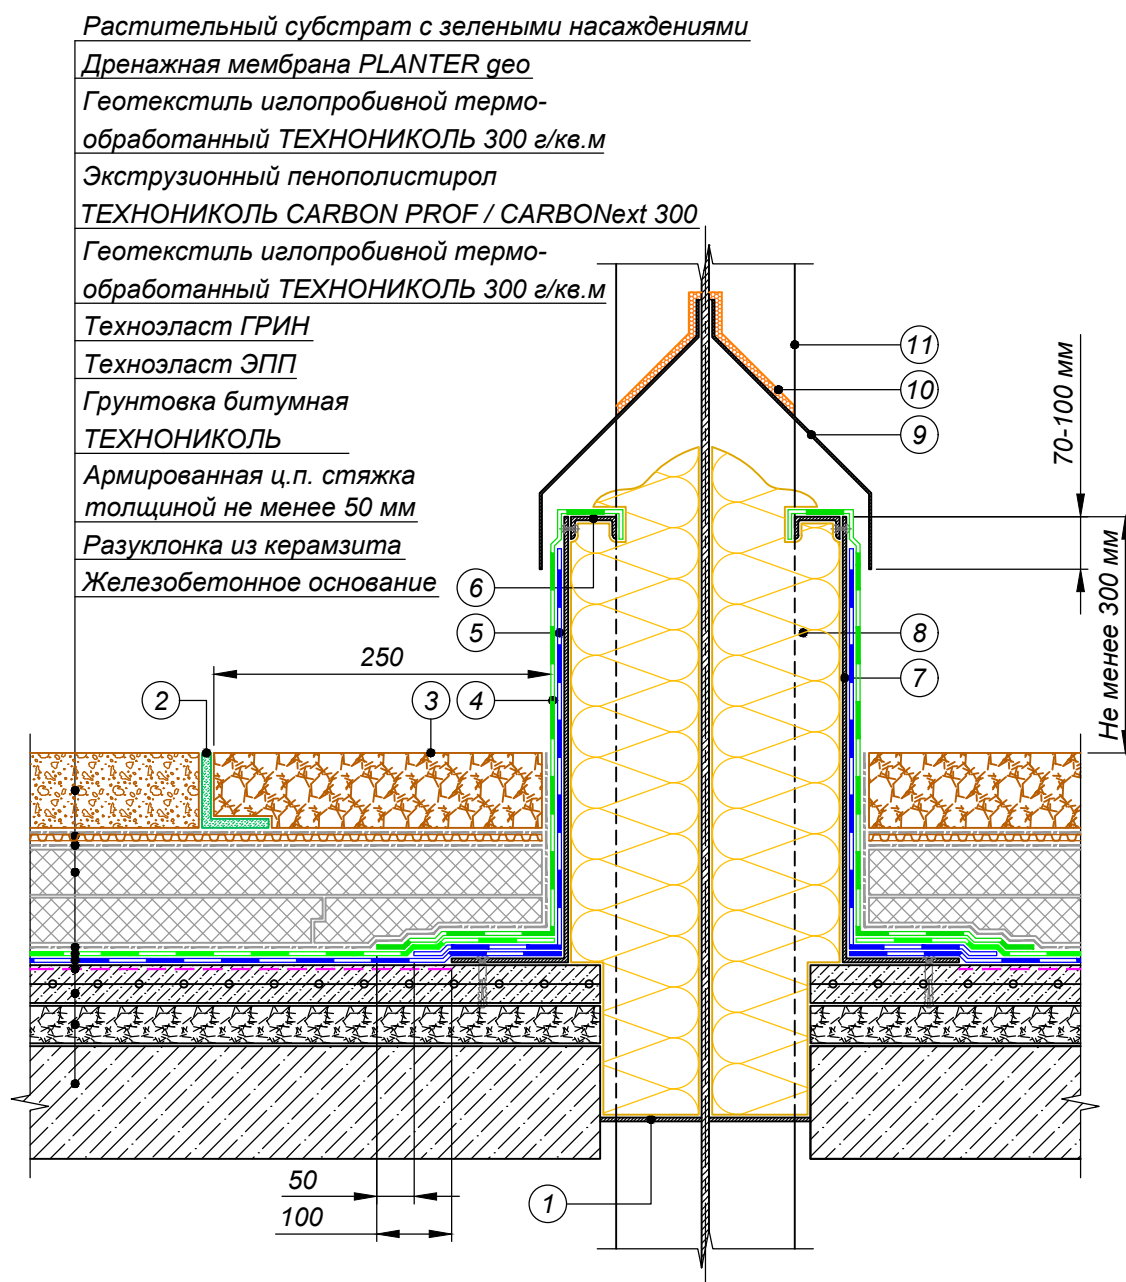 Растительный субстрат с зелеными насаждениями
Дренажная мембрана PLANTER geo
Геотекстиль иглопробивной термо-
обработанный ТЕХНОНИКОЛЬ 300 г/кв.м
Экструзионный пенополистирол
ТЕХНОНИКОЛЬ CARBON PROF / CARBONext 300
Геотекстиль иглопробивной термо-
обработанный ТЕХНОНИКОЛЬ 300 г/кв.м
Техноэласт ГРИН
Техноэласт ЭПП
Грунтовка битумная
ТЕХНОНИКОЛЬ
Армированная ц.п. стяжка
толщиной не менее 50 мм
Разуклонка из керамзита
Железобетонное основание
11
10
9
70-100 мм
Не менее 300 мм
6
5
8
250
7
2
3
4
50
100
1